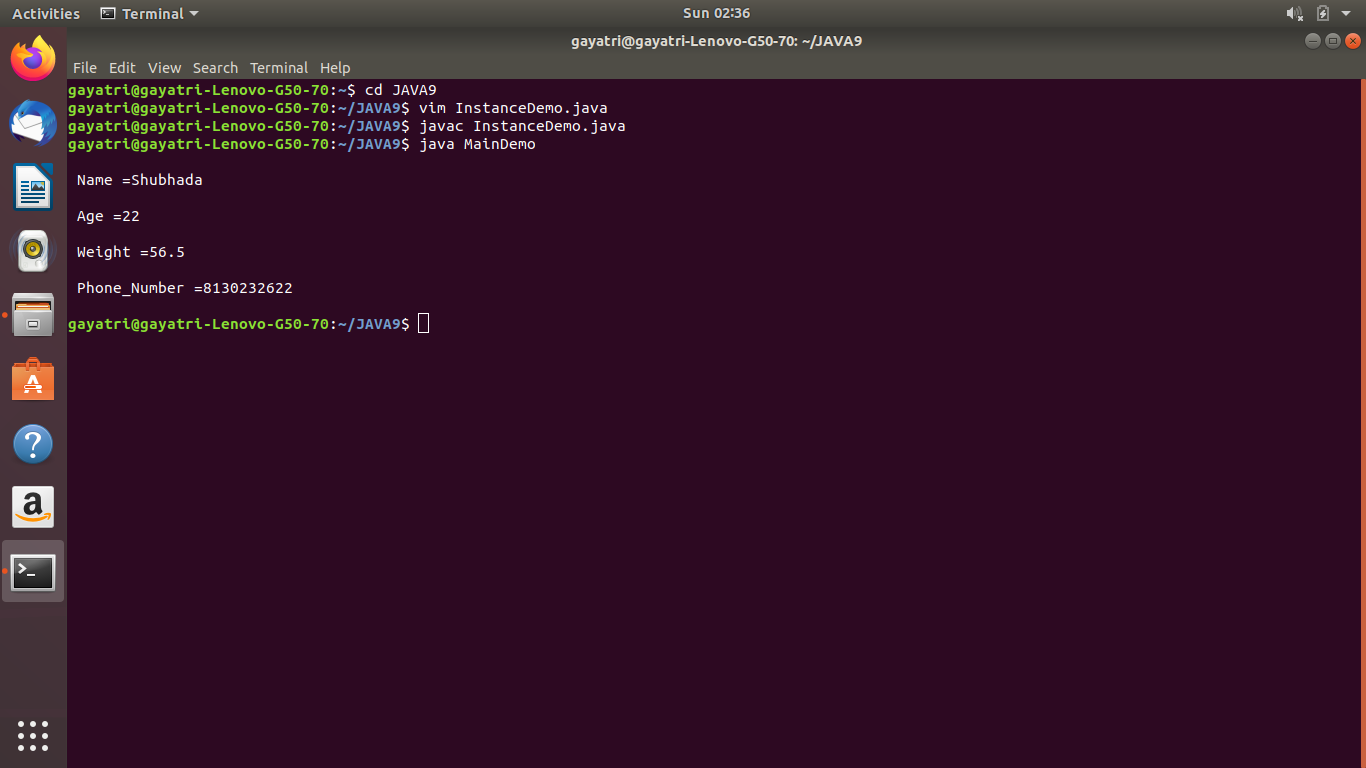 Activities Terminal Sun 02:36
gayatri@gayatri-Lenovo-G50-70: ~/JAVA9
File Edit View Search Terminal Help
gayatri@gayatri-Lenovo-G50-70:~$ cd JAVA9
gayatri@gayatri-Lenovo-G50-70:~/JAVA9$ vim InstanceDemo.java
gayatri@gayatri-Lenovo-G50-70:~/JAVA9$ javac InstanceDemo.java
gayatri@gayatri-Lenovo-G50-70:~/JAVA9$ java MainDemo
Name =Shubhada
Age =22
Weight =56.5
Phone_Number =8130232622
gayatri@gayatri-Lenovo-G50-70:~/JAVA9$